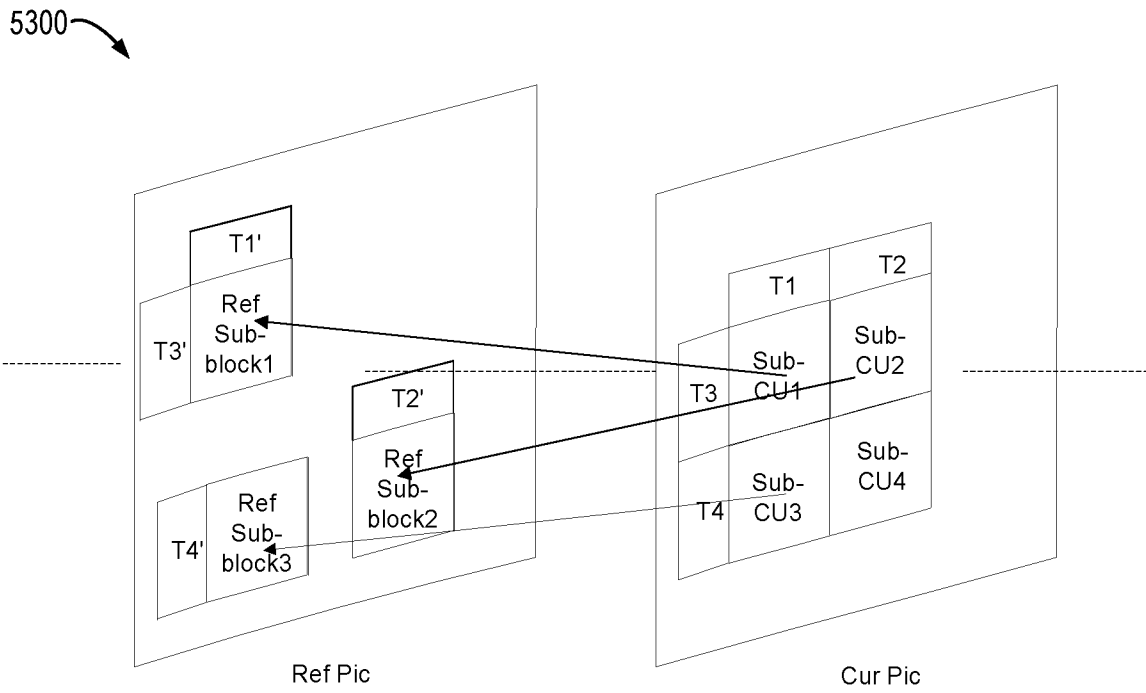 5300
T1'
Ref
Sub-
block1
T3'
T2'
Ref
Sub-
block2
Ref
Sub-
block3
T4'
Ref Pic
T1
T2
Sub-
CU1
Sub-
CU2
T3
Sub-
CU3
Sub-
CU4
T4
Cur Pic